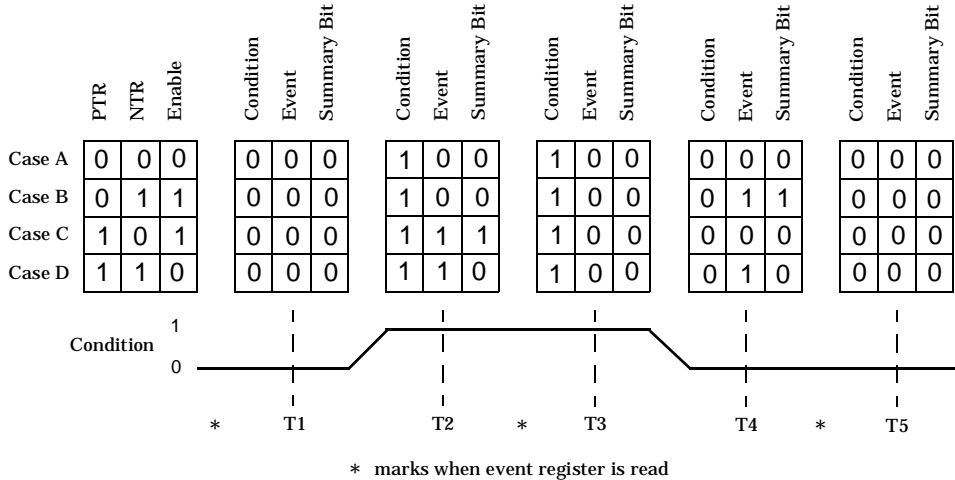 PTR NTR Enable Condition Event Summary Bit Condition Event Summary Bit Condition Event Summary Bit Condition Event Summary Bit Condition Event Summary Bit
Case A 0 0 0 0 0 0 1 0 0 1 0 0 0 0 0 0 0 0
Case B 0 1 1 0 0 0 1 0 0 1 0 0 0 1 1 0 0 0
Case C 1 0 1 0 0 0 1 1 1 1 0 0 0 0 0 0 0 0
Case D 1 1 0 0 0 0 1 1 0 1 0 0 0 1 0 0 0 0
1
Condition
0
* T1 T2 * T3 T4 * T5
* marks when event register is read